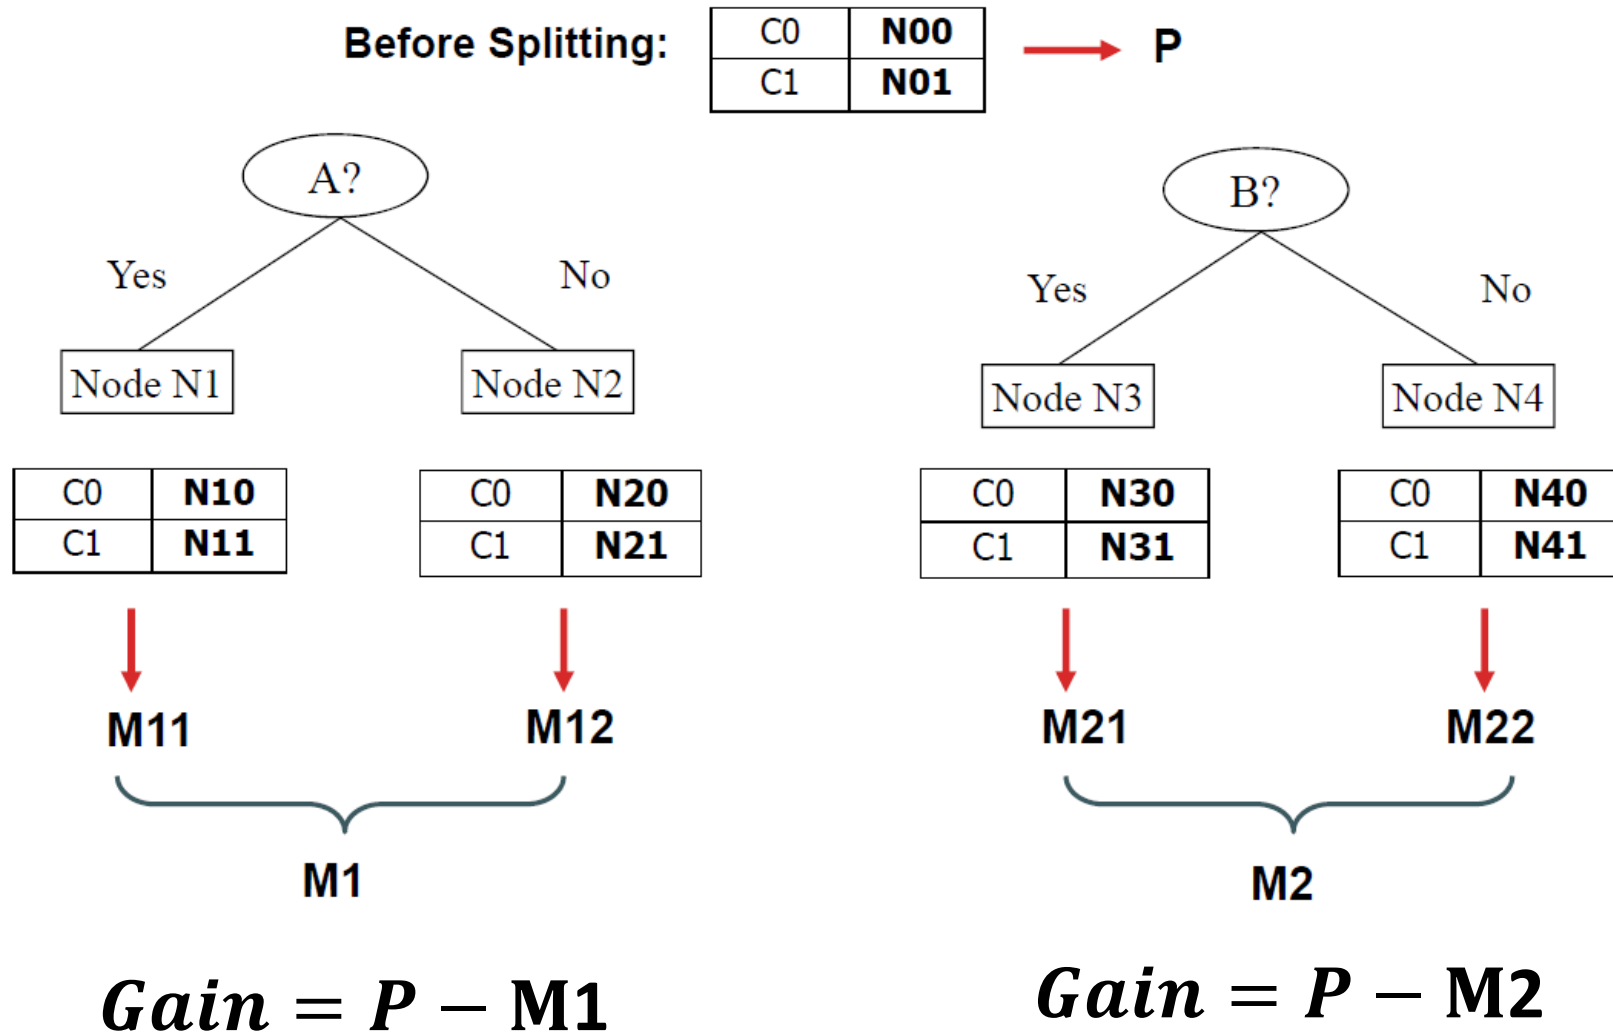 Before Splitting:
C0 N00
C1 N01
P
A?
Yes
No
Node N1
Node N2
C0 N10
C1 N11
C0 N20
C1 N21
M11
M12
M1
Gain = P − M1
B?
Yes
No
Node N3
Node N4
C0 N30
C1 N31
C0 N40
C1 N41
M21
M22
M2
Gain = P − M2